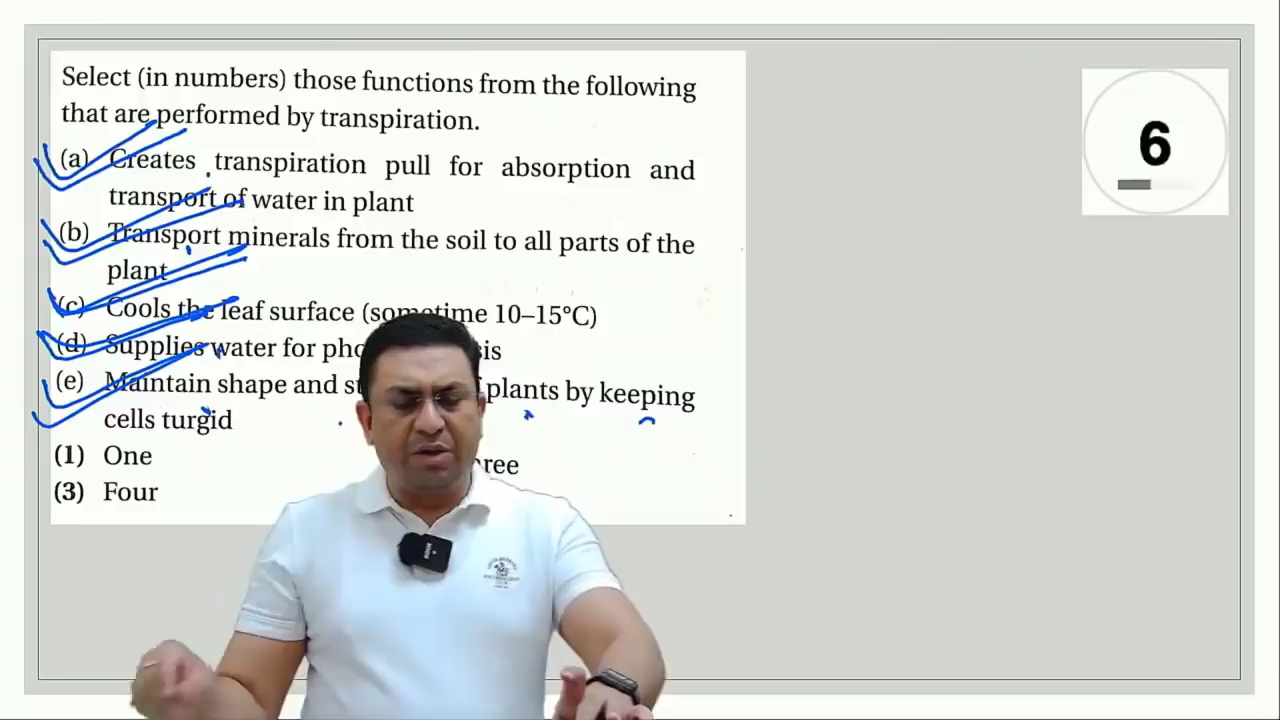 Select (in numbers) those functions from the following
that are performed by transpiration.
(a) Creates transpiration pull for absorption and
transport of water in plant
(b) Transport minerals from the soil to all parts of the
plant
(c) Cools the leaf surface (sometime 10–15°C)
(d) Supplies water for
(e) Maintain shape and plants by keeping
cells turgid
(1) One
(3) Four
6